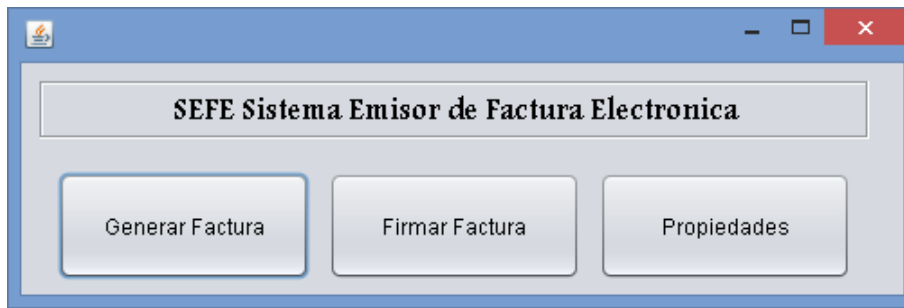 SEFE Sistema Emisor de Factura Electronica
Generar Factura
Firmar Factura
Propiedades